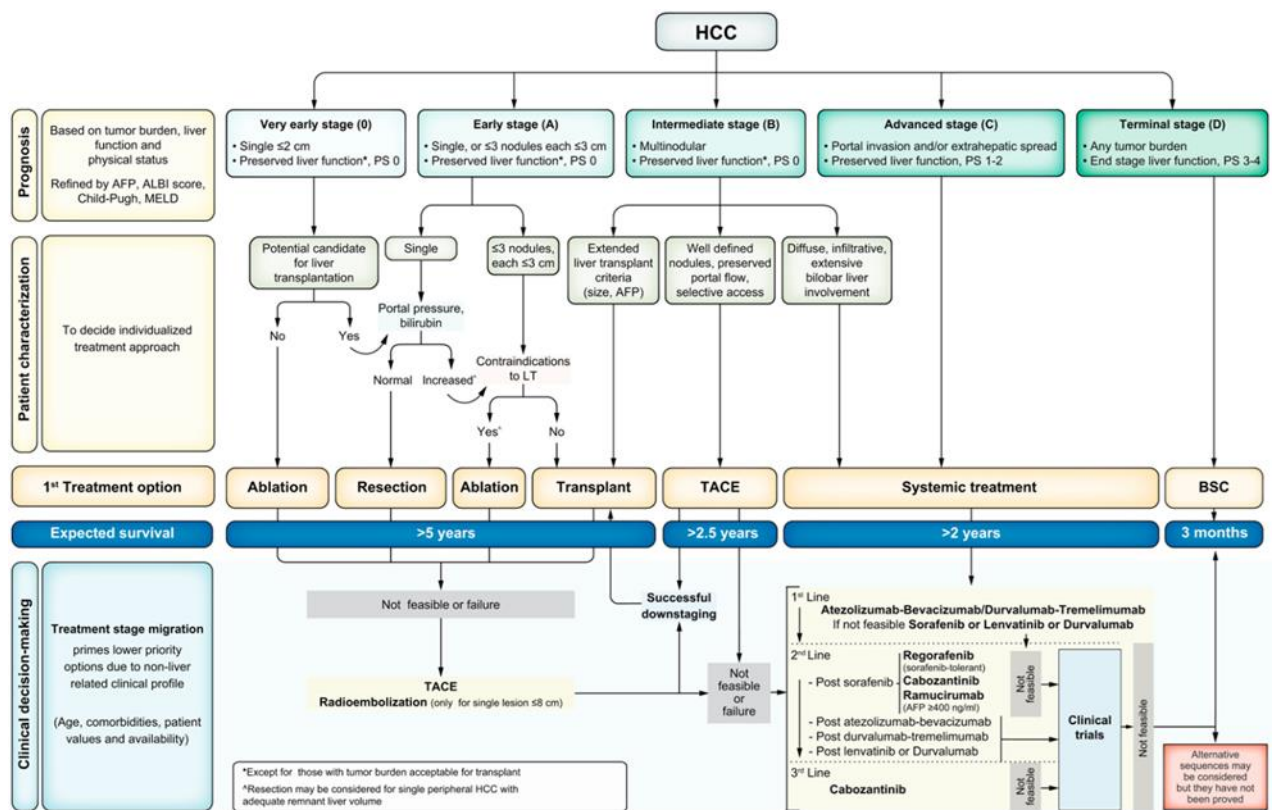 HCC
Prognosis
Based on tumor burden, liver
function and
physical status
Refined by AFP, ALBI score,
Child-Pugh, MELD
Very early stage (0)
• Single ≤2 cm
• Preserved liver function*, PS 0
Early stage (A)
• Single, or ≤3 nodules each ≤3 cm
• Preserved liver function*, PS 0
Intermediate stage (B)
• Multinodular
• Preserved liver function*, PS 0
Advanced stage (C)
• Portal invasion and/or extrahepatic spread
• Preserved liver function, PS 1-2
Terminal stage (D)
• Any tumor burden
• End stage liver function, PS 3-4
Patient characterization
To decide individualized
treatment approach
Potential candidate
for liver
transplantation
Single
≤3 nodules,
each ≤3 cm
Extended
liver transplant
criteria
(size, AFP)
Well defined
nodules, preserved
portal flow,
selective access
Diffuse, infiltrative,
extensive
bilobar liver
involvement
No
Yes
Portal pressure,
bilirubin
Normal
Increased^
Contraindications
to LT
Yes^
No
1st Treatment option
Ablation
Resection
Ablation
Transplant
TACE
Systemic treatment
BSC
Expected survival
>5 years
>2.5 years
>2 years
3 months
Clinical decision-making
Treatment stage migration
primes lower priority
options due to non-liver
related clinical profile
(Age, comorbidities, patient
values and availability)
Not feasible or failure
TACE
Radioembolization (only for single lesion ≤8 cm)
Successful
downstaging
Not
feasible
or
failure
1st Line
Atezolizumab-Bevacizumab/Durvalumab-Tremelimumab
If not feasible Sorafenib or Lenvatinib or Durvalumab
2nd Line
- Post sorafenib
Regorafenib
(sorafenib-tolerant)
Cabozantinib
Ramucirumab
(AFP ≥400 ng/ml)
- Post atezolizumab-bevacizumab
- Post durvalumab-tremelimumab
- Post lenvatinib or Durvalumab
3rd Line
Cabozantinib
Not
feasible
Not
feasible
Clinical
trials
Not feasible
Alternative
sequences may
be considered
but they have not
been proved
*Except for those with tumor burden acceptable for transplant
^Resection may be considered for single peripheral HCC with
adequate remnant liver volume